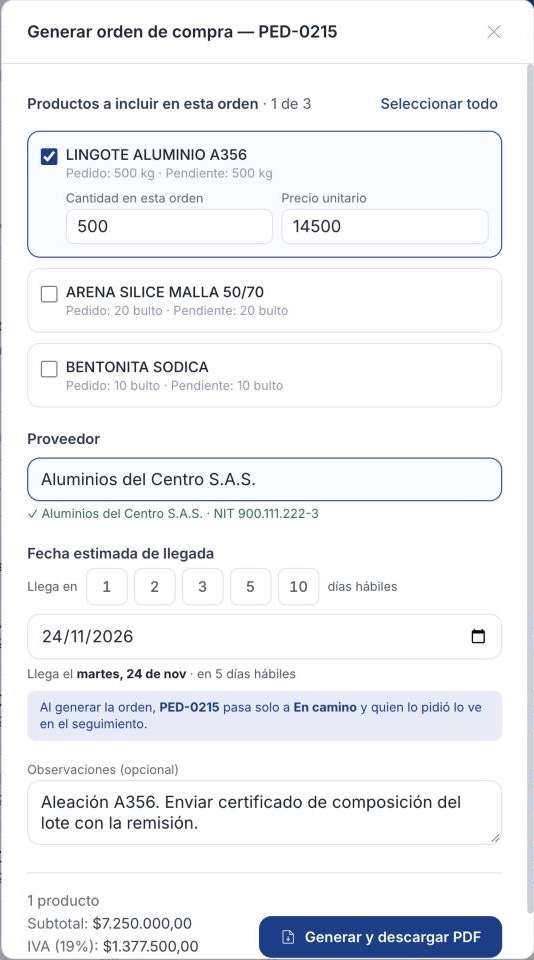 Generar orden de compra — PED-0215
Productos a incluir en esta orden · 1 de 3
Seleccionar todo
LINGOTE ALUMINIO A356
Pedido: 500 kg · Pendiente: 500 kg
Cantidad en esta orden
Precio unitario
500
14500
ARENA SILICE MALLA 50/70
Pedido: 20 bulto · Pendiente: 20 bulto
BENTONITA SODICA
Pedido: 10 bulto · Pendiente: 10 bulto
Proveedor
Aluminios del Centro S.A.S.
✓ Aluminios del Centro S.A.S. · NIT 900.111.222-3
Fecha estimada de llegada
Llega en 1 2 3 5 10 días hábiles
24/11/2026
Llega el martes, 24 de nov · en 5 días hábiles
Al generar la orden, PED-0215 pasa solo a En camino y quien lo pidió lo ve
en el seguimiento.
Observaciones (opcional)
Aleación A356. Enviar certificado de composición del
lote con la remisión.
1 producto
Subtotal: $7.250.000,00
IVA (19%): $1.377.500,00
Generar y descargar PDF